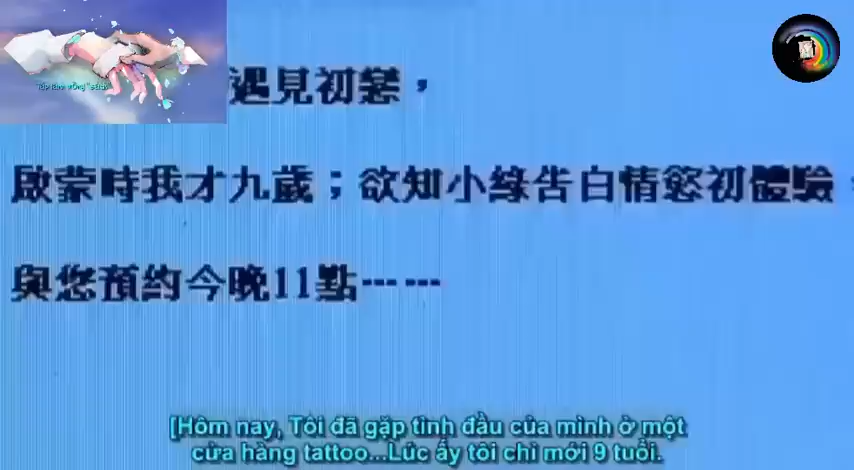 遇見初戀，
啟蒙時我才九歲；欲知小綠告白情慾初體驗，
與您預約今晚11點⋯⋯
[Hôm nay, Tôi đã gặp tình đầu của mình ở một
cửa hàng tattoo...Lúc ấy tôi chỉ mới 9 tuổi.